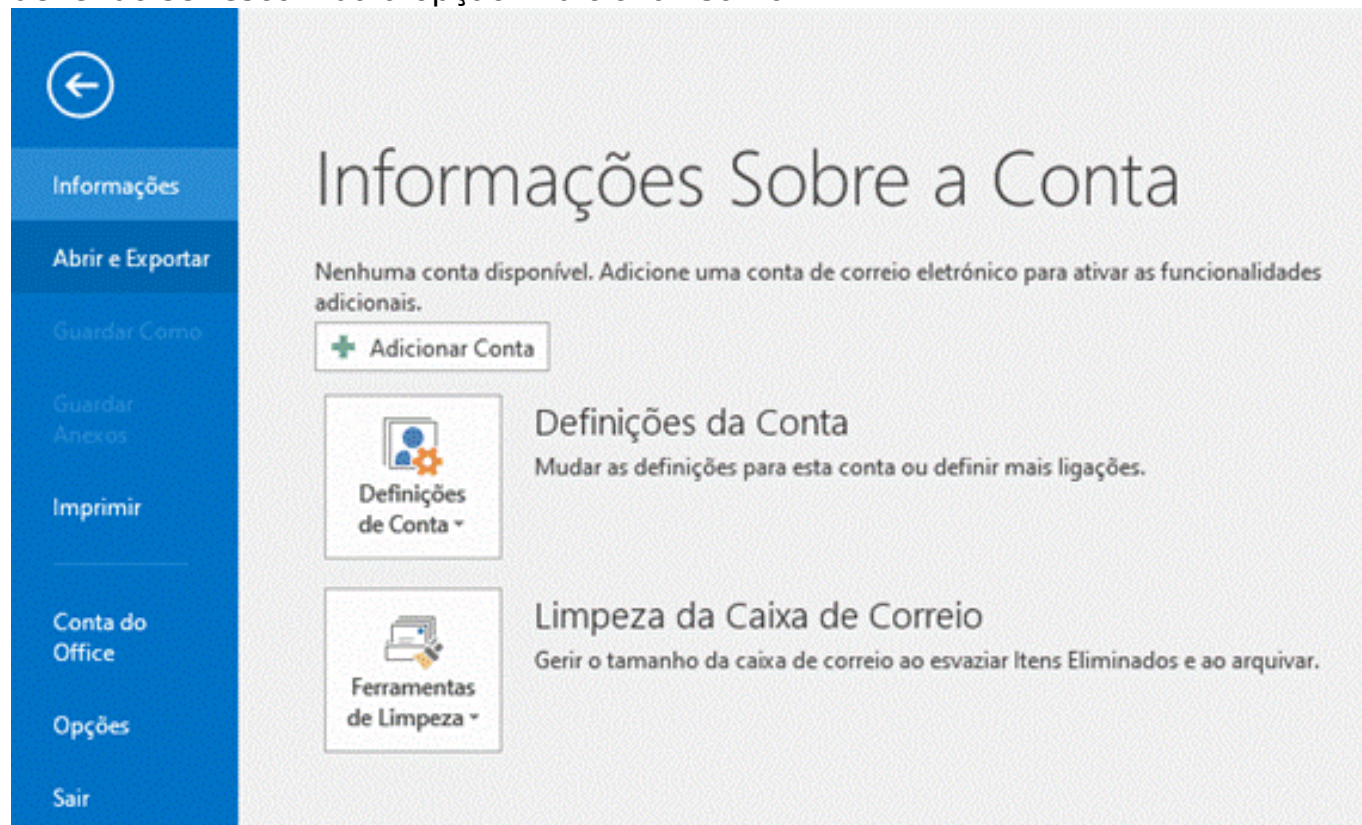 Informações
Abrir e Exportar
Guardar Como
Guardar
Anexos
Imprimir
Conta do
Office
Opções
Sair
Informações Sobre a Conta
Nenhuma conta disponível. Adicione uma conta de correio eletrónico para ativar as funcionalidades
adicionais.
Adicionar Conta
Definições
de Conta
Definições da Conta
Mudar as definições para esta conta ou definir mais ligações.
Ferramentas
de Limpeza
Limpeza da Caixa de Correio
Gerir o tamanho da caixa de correio ao esvaziar Itens Eliminados e ao arquivar.